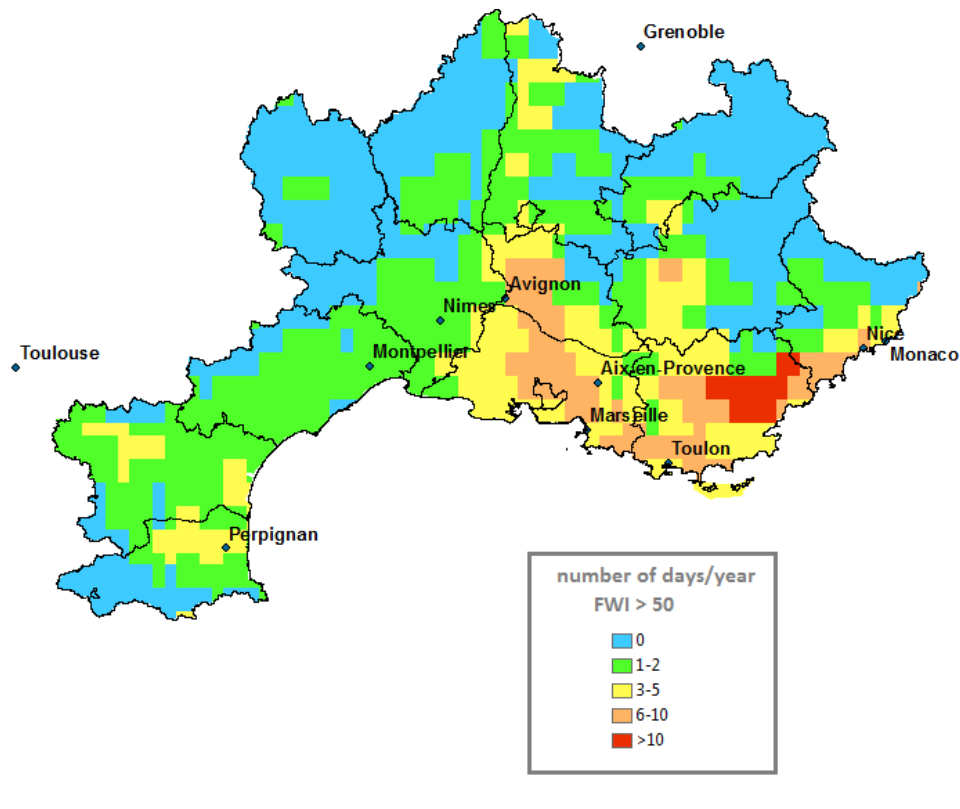 Grenoble
Avignon
Nimes
Nice
Toulouse
Montpellier
Monaco
Aix-en-Provence
Marseille
Toulon
Perpignan
number of days/year
FWI > 50
0
1-2
3-5
6-10
>10